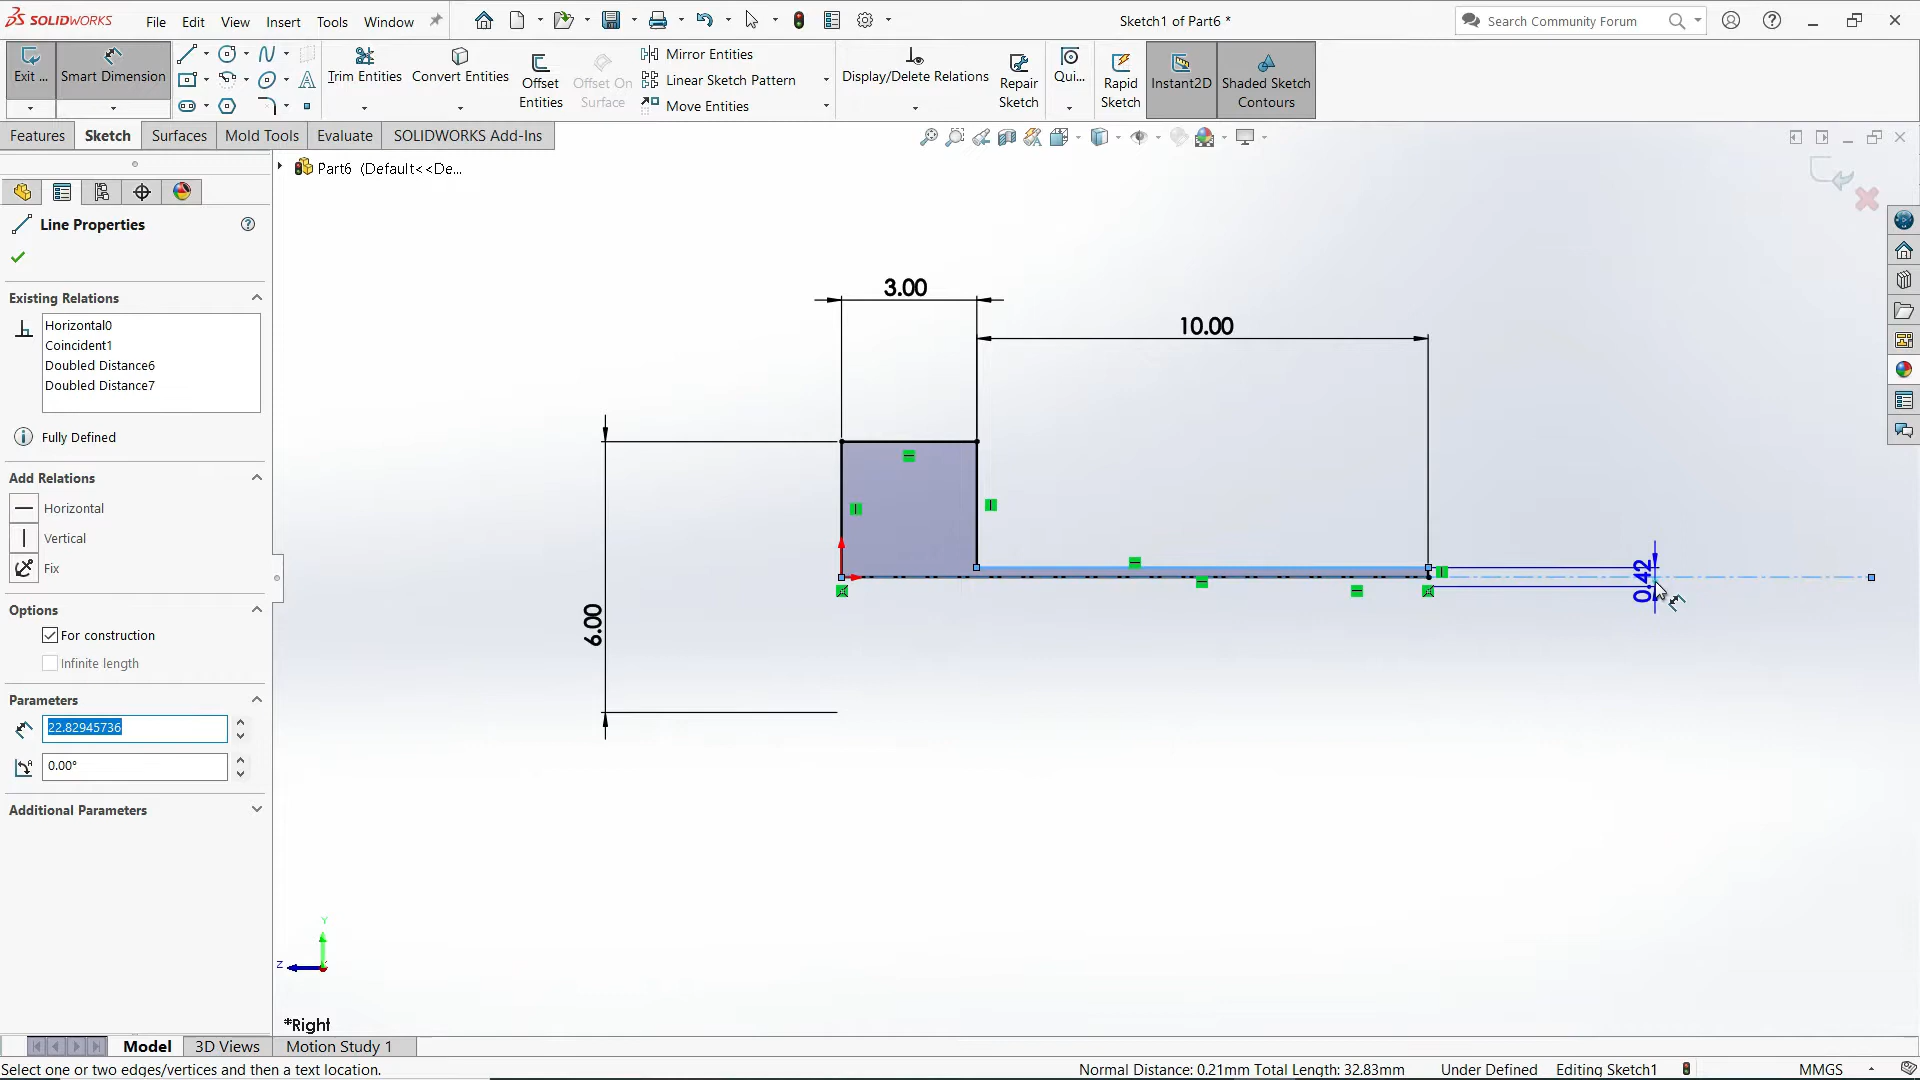 SOLIDWORKS File Edit View Insert Tools Window
Sketch1 of Part6 *
Search Community Forum
Exit ... Smart Dimension
Trim Entities Convert Entities Offset Entities Offset On Surface
Mirror Entities
Linear Sketch Pattern
Move Entities
Display/Delete Relations Repair Sketch Qui... Rapid Sketch Instant2D Shaded Sketch Contours
Features Sketch Surfaces Mold Tools Evaluate SOLIDWORKS Add-Ins
Part6 (Default<<De...
Line Properties
Existing Relations
Horizontal0
Coincident1
Doubled Distance6
Doubled Distance7
Fully Defined
Add Relations
Horizontal
Vertical
Fix
Options
For construction
Infinite length
Parameters
22.82945736
0.00°
Additional Parameters
3.00
10.00
6.00
0.42
Y
Z
*Right
Model 3D Views Motion Study 1
Select one or two edges/vertices and then a text location.
Normal Distance: 0.21mm Total Length: 32.83mm Under Defined Editing Sketch1 MMGS